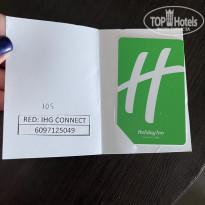 TOP Hotels
105
RED: IHG CONNECT
6097125049
H
Holiday Inn